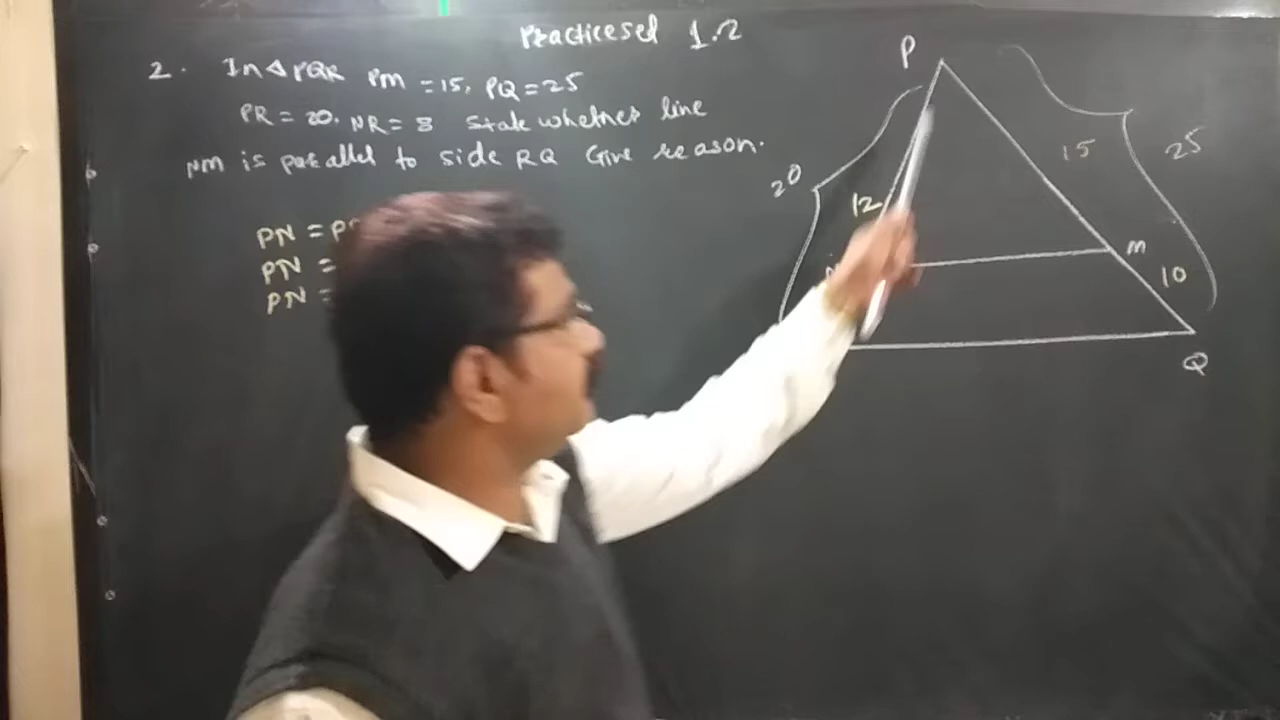 Practiceset 1.2
2. In △ PQR PM = 15, PQ = 25
PR = 20. NR = 8 State whether line
NM is parallel to side RQ Give reason.
PN = P
PN =
PN =
P
20
12
15
25
M
10
Q